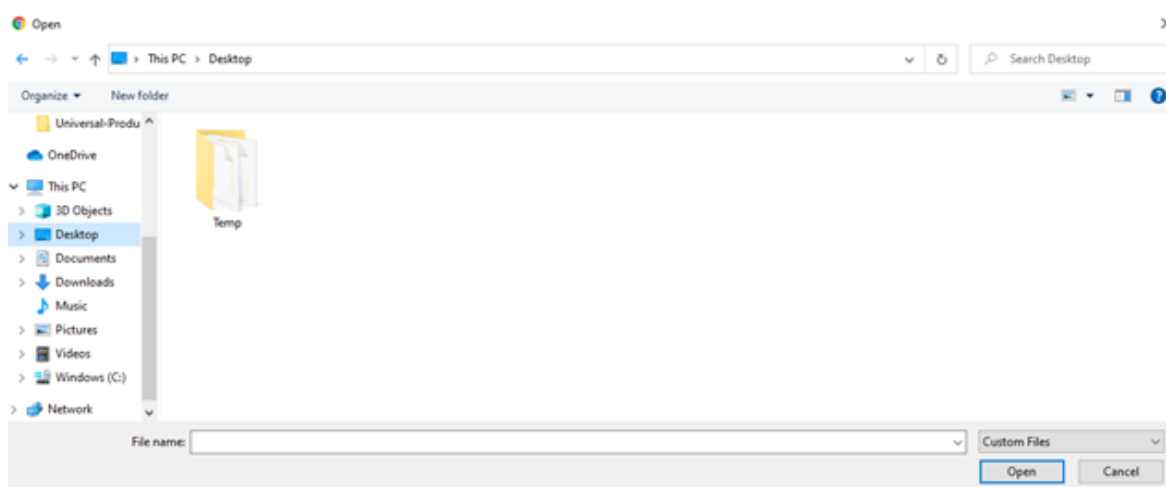 Open
This PC > Desktop
Search Desktop
Organize
New folder
Universal-Produ
OneDrive
This PC
3D Objects
Desktop
Documents
Downloads
Music
Pictures
Videos
Windows (C:)
Network
Temp
File name:
Custom Files
Open
Cancel